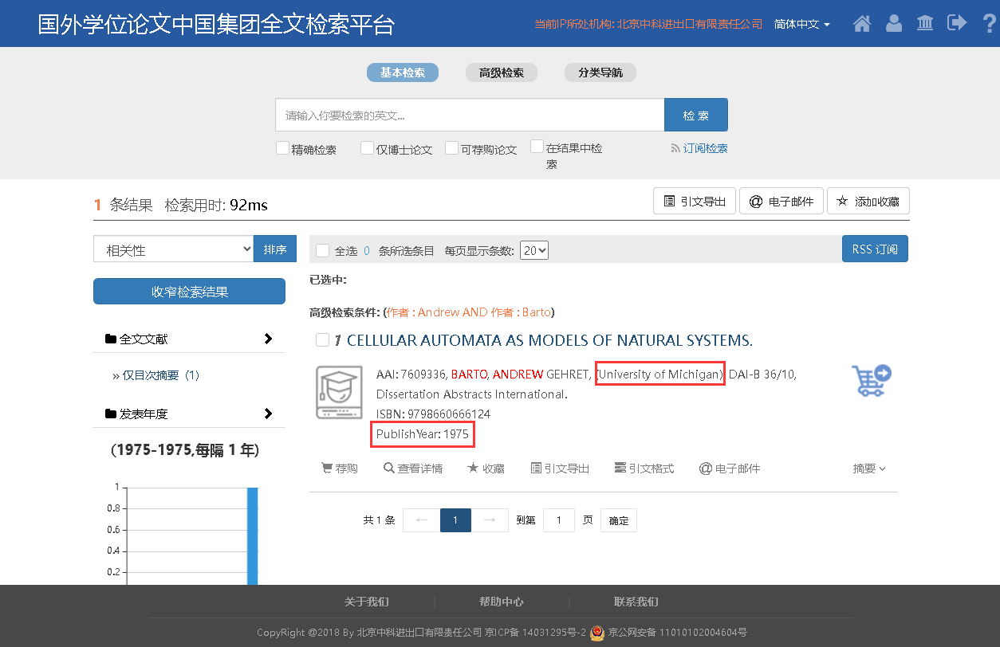 国外学位论文中国集团全文检索平台
当前IP所处机构: 北京中科进出口有限责任公司 简体中文
基本检索 高级检索 分类导航
请输入你要检索的英文... 检 索
精确检索 仅博士论文 可荐购论文 在结果中检索 订阅检索
1 条结果 检索用时: 92ms
引文导出 @ 电子邮件 添加收藏
相关性 排序
全选 0 条所选条目 每页显示条数: 20
RSS 订阅
收窄检索结果
已选中:
高级检索条件: (作者 : Andrew AND 作者 : Barto)
全文文献
» 仅目次摘要（1）
发表年度
(1975-1975,每隔 1 年)
1
0.8
0.6
0.4
0.2
1 CELLULAR AUTOMATA AS MODELS OF NATURAL SYSTEMS.
AAI: 7609336, BARTO, ANDREW GEHRET, (University of Michigan) DAI-B 36/10,
Dissertation Abstracts International.
ISBN: 9798660666124
PublishYear: 1975
荐购 查看详情 收藏 引文导出 引文格式 @ 电子邮件 摘要
共 1 条 ← 1 → 到第 1 页 确定
关于我们 | 帮助中心 | 联系我们
CopyRight @2018 By 北京中科进出口有限责任公司 京ICP备 14031295号-2 京公网安备 11010102004604号